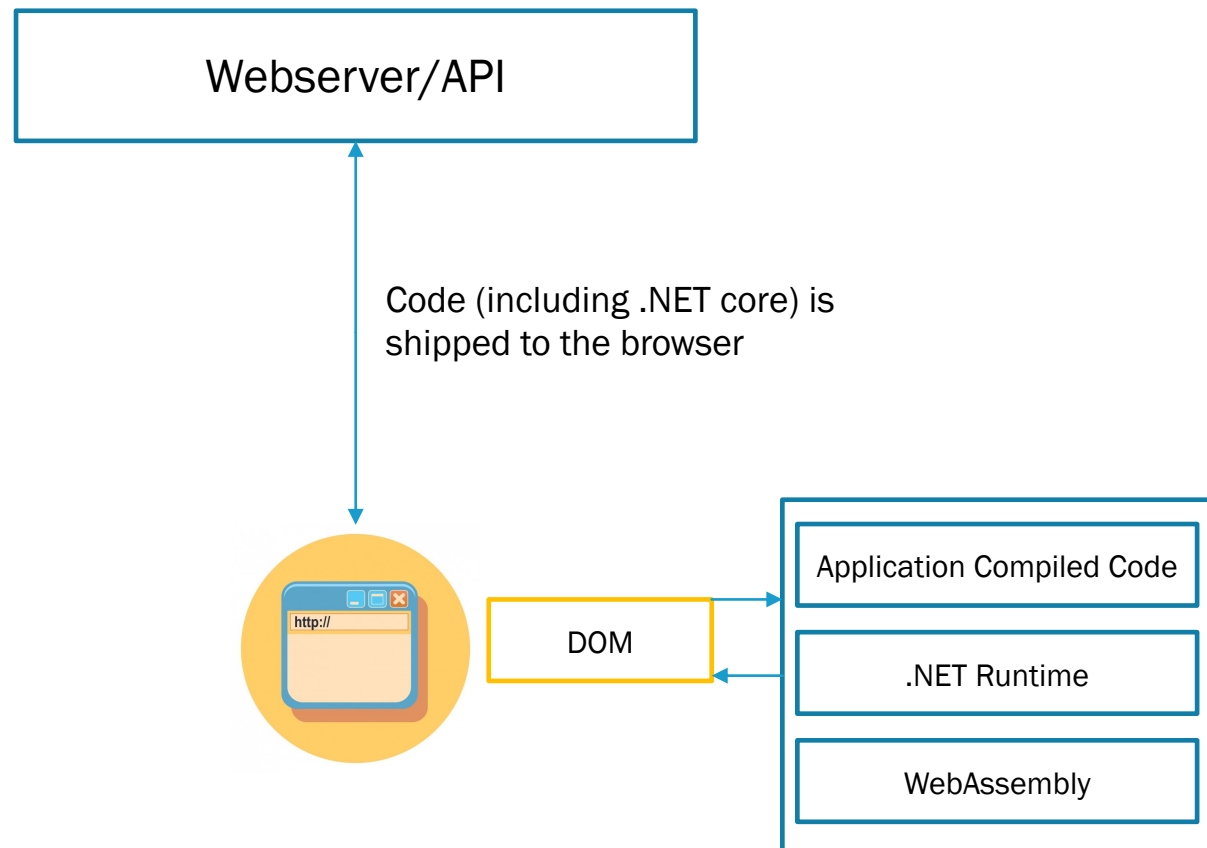 Webserver/API
Code (including .NET core) is
shipped to the browser
http://
DOM
Application Compiled Code
.NET Runtime
WebAssembly